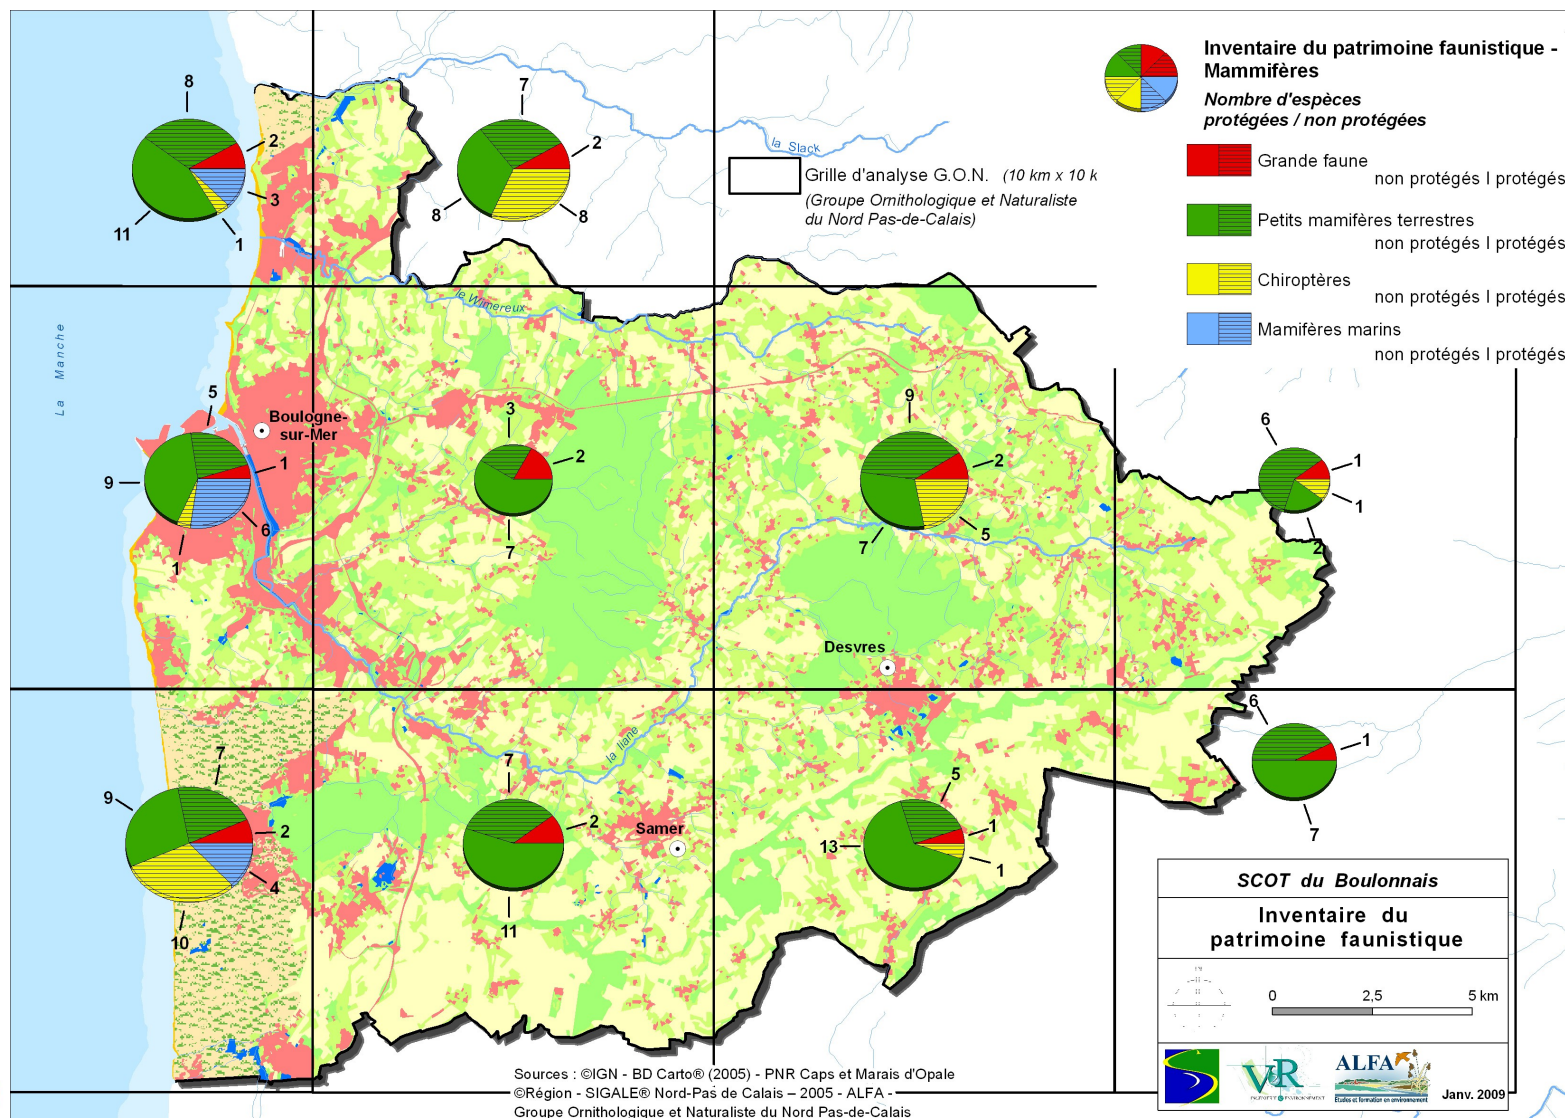 Inventaire du patrimoine faunistique -
Mammifères
Nombre d'espèces
protégées / non protégées
Grande faune
non protégés I protégés
Petits mamifères terrestres
non protégés I protégés
Chiroptères
non protégés I protégés
Mamifères marins
non protégés I protégés
la Slack
Grille d'analyse G.O.N. (10 km x 10 k
(Groupe Ornithologique et Naturaliste
du Nord Pas-de-Calais)
8
2
3
1
11
7
2
8
8
le Wimereux
La Manche
5
Boulogne-
sur-Mer
1
9
6
1
3
2
7
9
2
5
7
6
1
1
2
Desvres
la liane
7
9
2
4
10
7
2
11
Samer
5
1
13
1
6
1
7
SCOT du Boulonnais
Inventaire du
patrimoine faunistique
0 2,5 5 km
VR
ALFA
Etudes et formation en environnement
Janv. 2009
Sources : ©IGN - BD Carto® (2005) - PNR Caps et Marais d'Opale
©Région - SIGALE® Nord-Pas de Calais – 2005 - ALFA -
Groupe Ornithologique et Naturaliste du Nord Pas-de-Calais